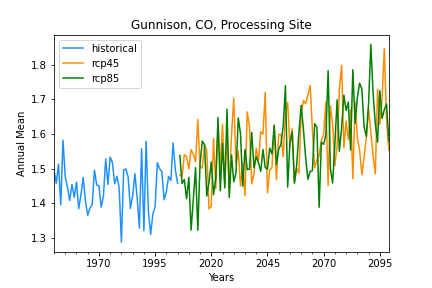 Gunnison, CO, Processing Site
historical
rcp45
rcp85
Annual Mean
1.8
1.7
1.6
1.5
1.4
1.3
1970 1995 2020 2045 2070 2095
Years